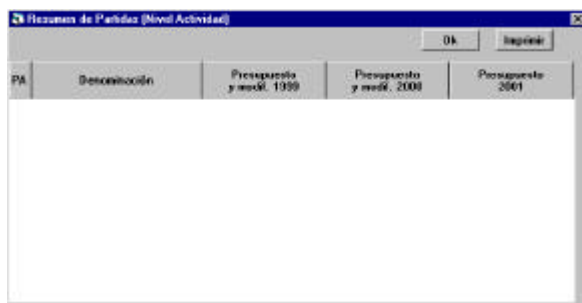 Resumen de Partidas (Nivel Actividad)
Ok Imprimir
PA Denominación Presupuesto y modif. 1999 Presupuesto y modif. 2000 Presupuesto 2001